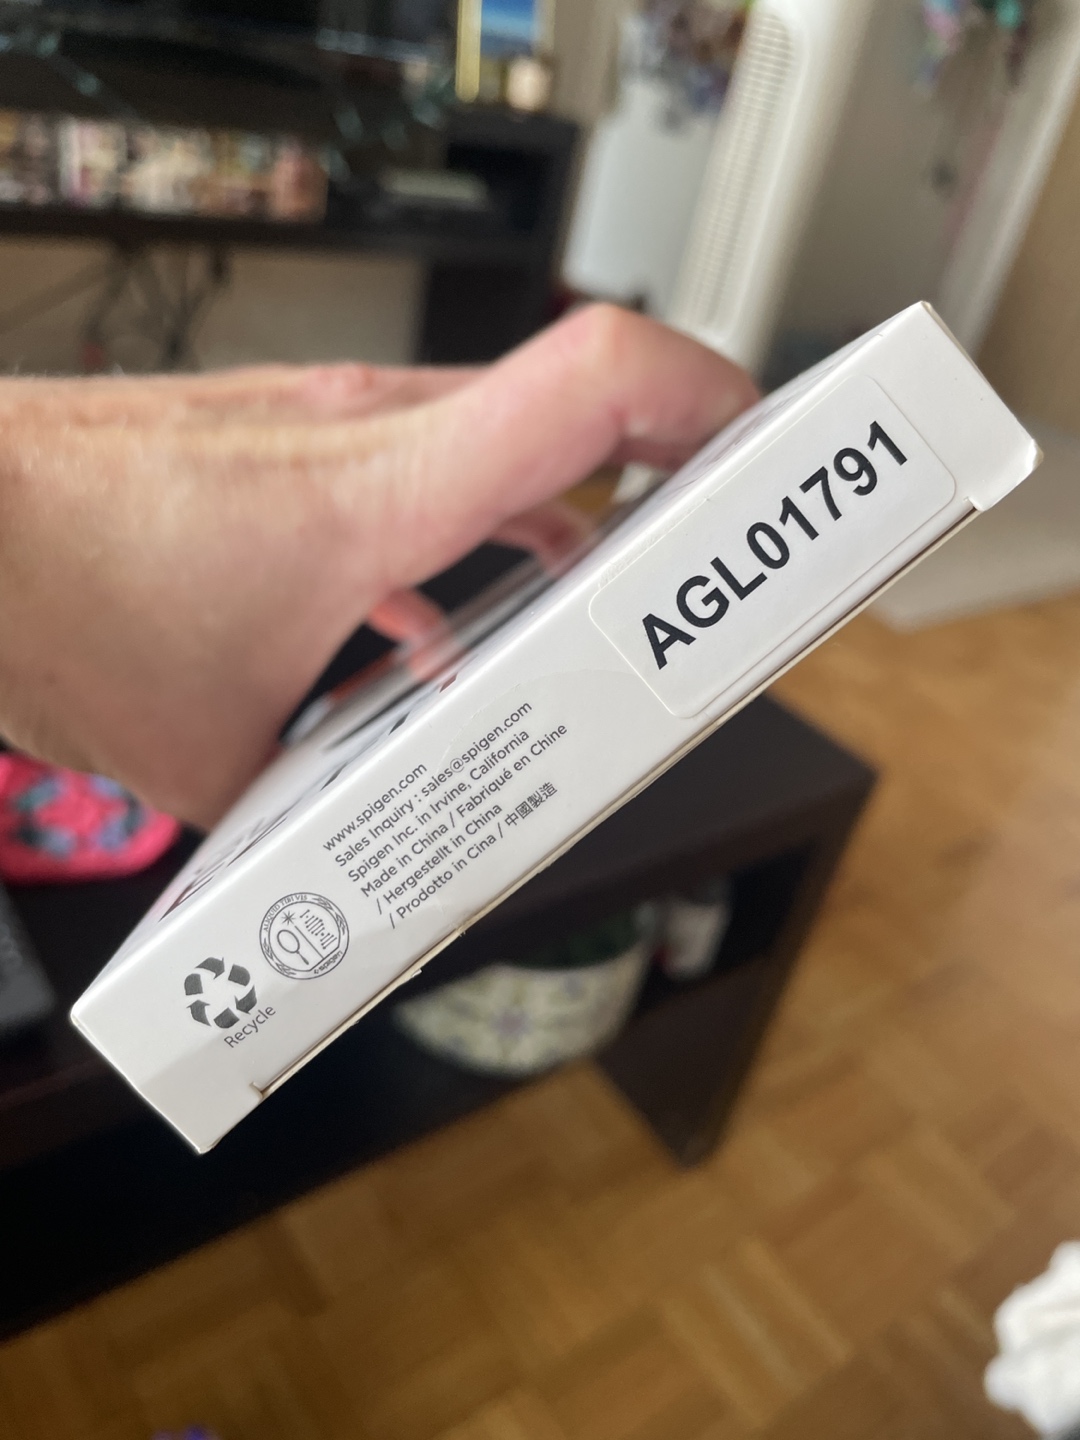 AGL01791
www.spigen.com
Sales Inquiry : sales@spigen.com
Spigen Inc. in Irvine, California
Made in China / Fabriqué en Chine
/ Hergestellt in China
/ Prodotto in Cina / 中國製造
Recycle